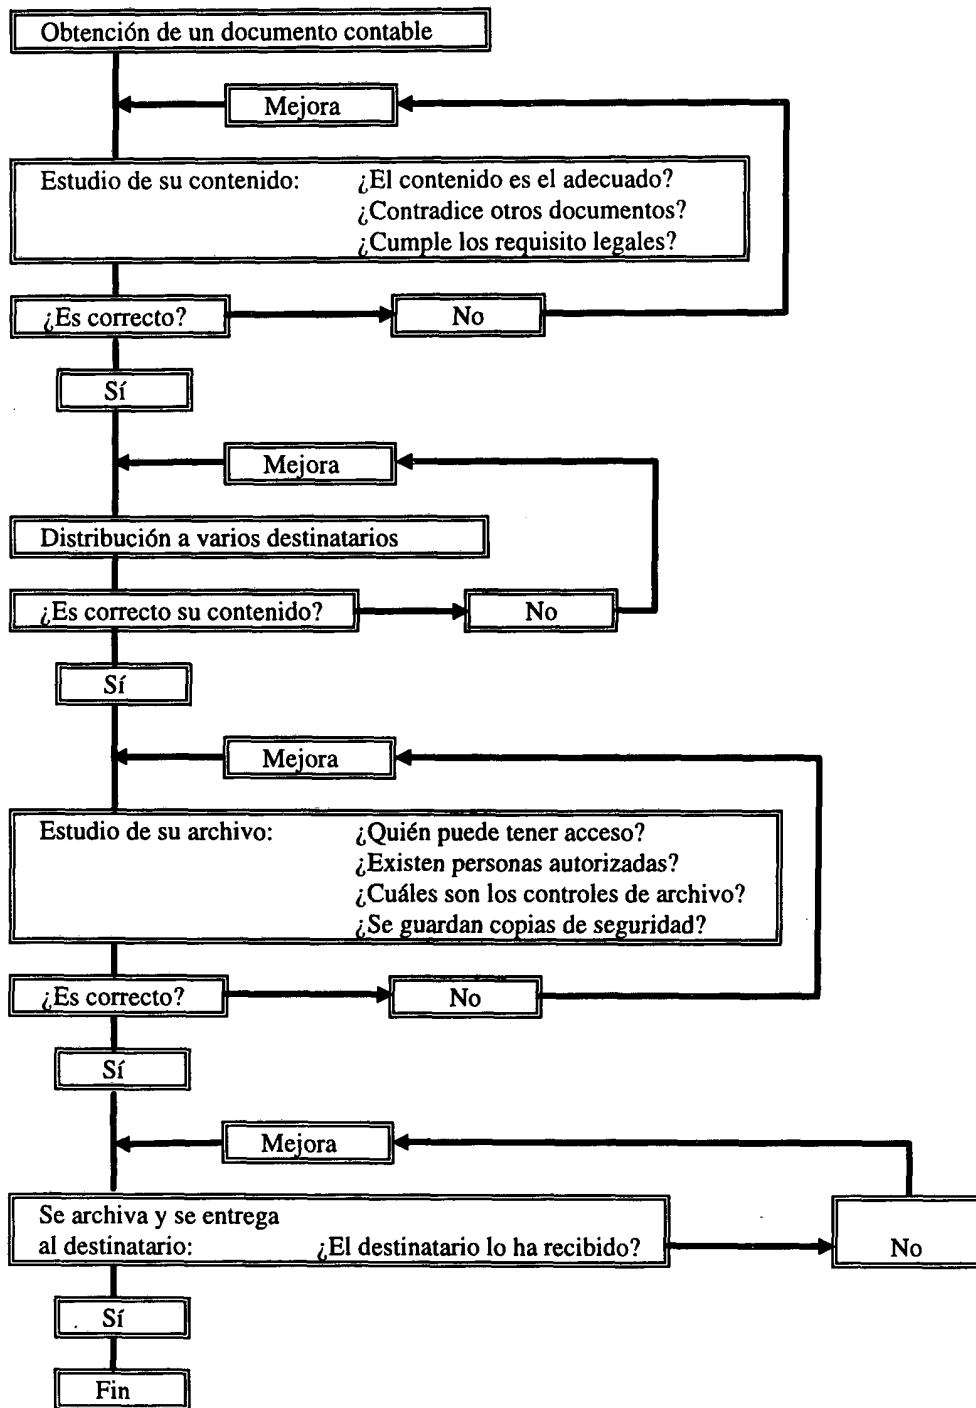 Obtención de un documento contable
Mejora
Estudio de su contenido: ¿El contenido es el adecuado?
¿Contradice otros documentos?
¿Cumple los requisito legales?
¿Es correcto?
No
Sí
Mejora
Distribución a varios destinatarios
¿Es correcto su contenido?
No
Sí
Mejora
Estudio de su archivo: ¿Quién puede tener acceso?
¿Existen personas autorizadas?
¿Cuáles son los controles de archivo?
¿Se guardan copias de seguridad?
¿Es correcto?
No
Sí
Mejora
Se archiva y se entrega
al destinatario: ¿El destinatario lo ha recibido?
No
Sí
Fin